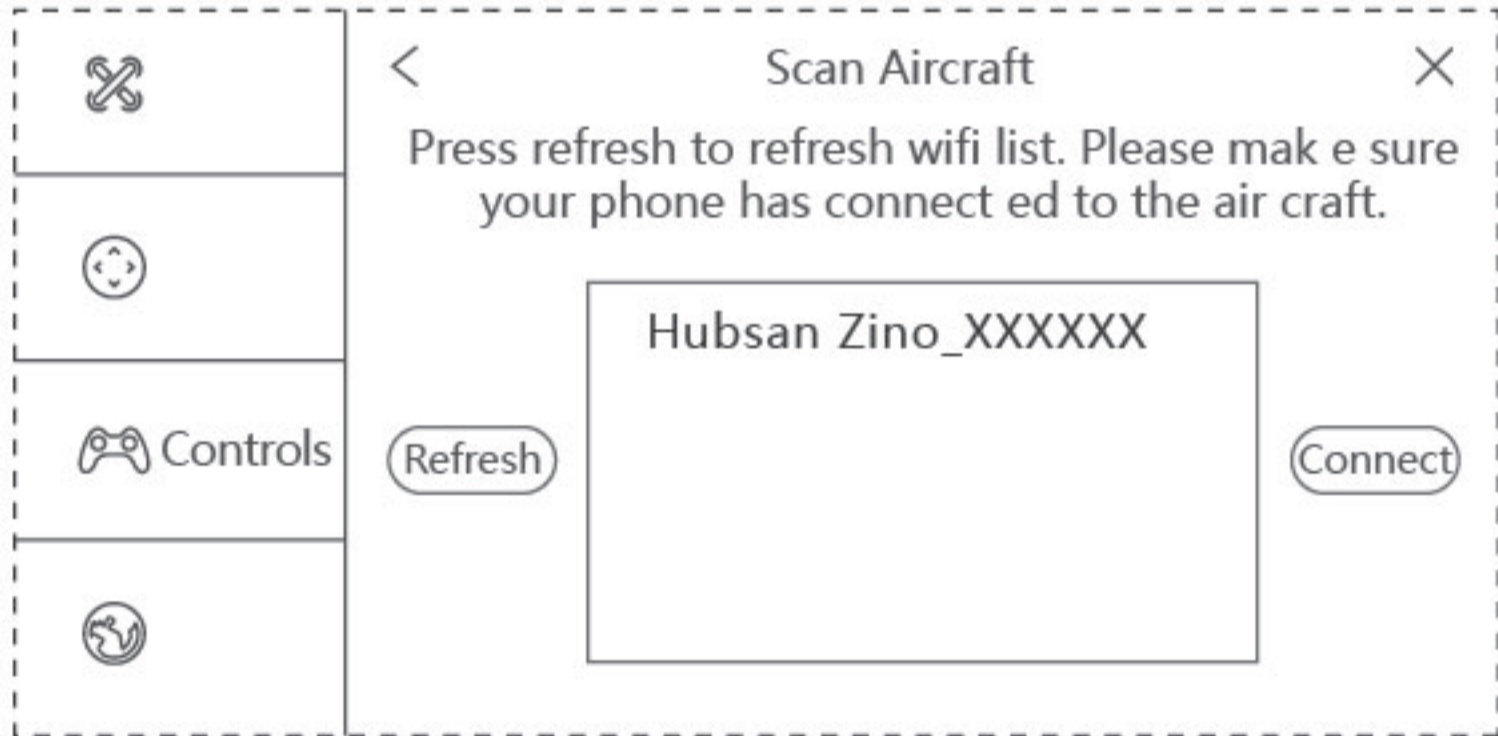 Scan Aircraft
Press refresh to refresh wifi list. Please mak e sure
your phone has connect ed to the air craft.
Hubsan Zino_XXXXXX
Controls
Refresh
Connect